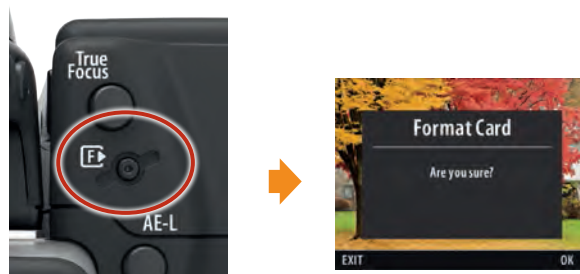 True
Focus
F
AE-L
Format Card
Are you sure?
EXIT
OK